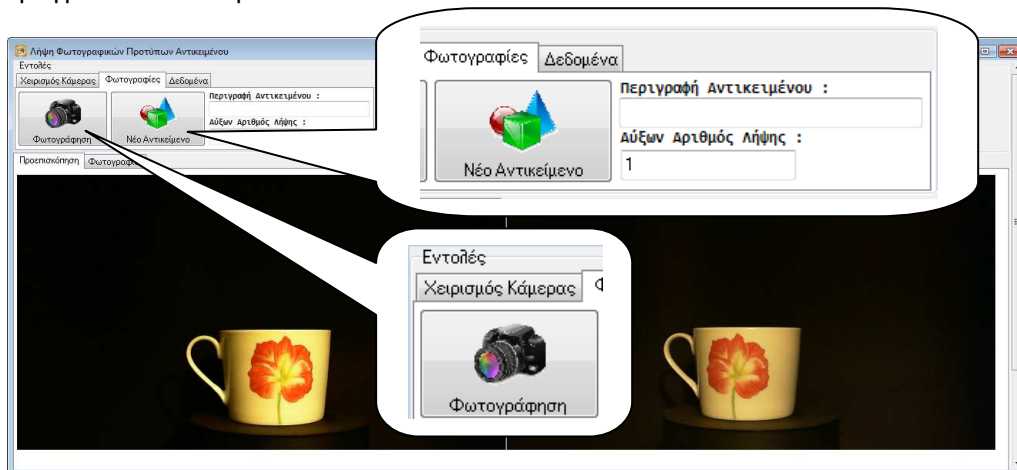 Λήψη Φωτογραφικών Προτύπων Αντικειμένου
Εντολές
Χειρισμός Κάμερας Φωτογραφίες Δεδομένα
Περιγραφή Αντικειμένου :
Αύξων Αριθμός Λήψης :
Φωτογράφηση Νέο Αντικείμενο
Προεπισκόπηση
Φωτογραφίες Δεδομένα
Περιγραφή Αντικειμένου :
Αύξων Αριθμός Λήψης :
1
Νέο Αντικείμενο
Εντολές
Χειρισμός Κάμερας
Φωτογράφηση